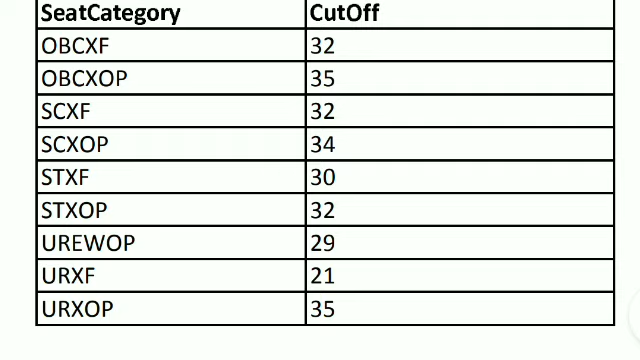 SeatCategory CutOff
OBCXF 32
OBCXOP 35
SCXF 32
SCXOP 34
STXF 30
STXOP 32
UREWOP 29
URXF 21
URXOP 35